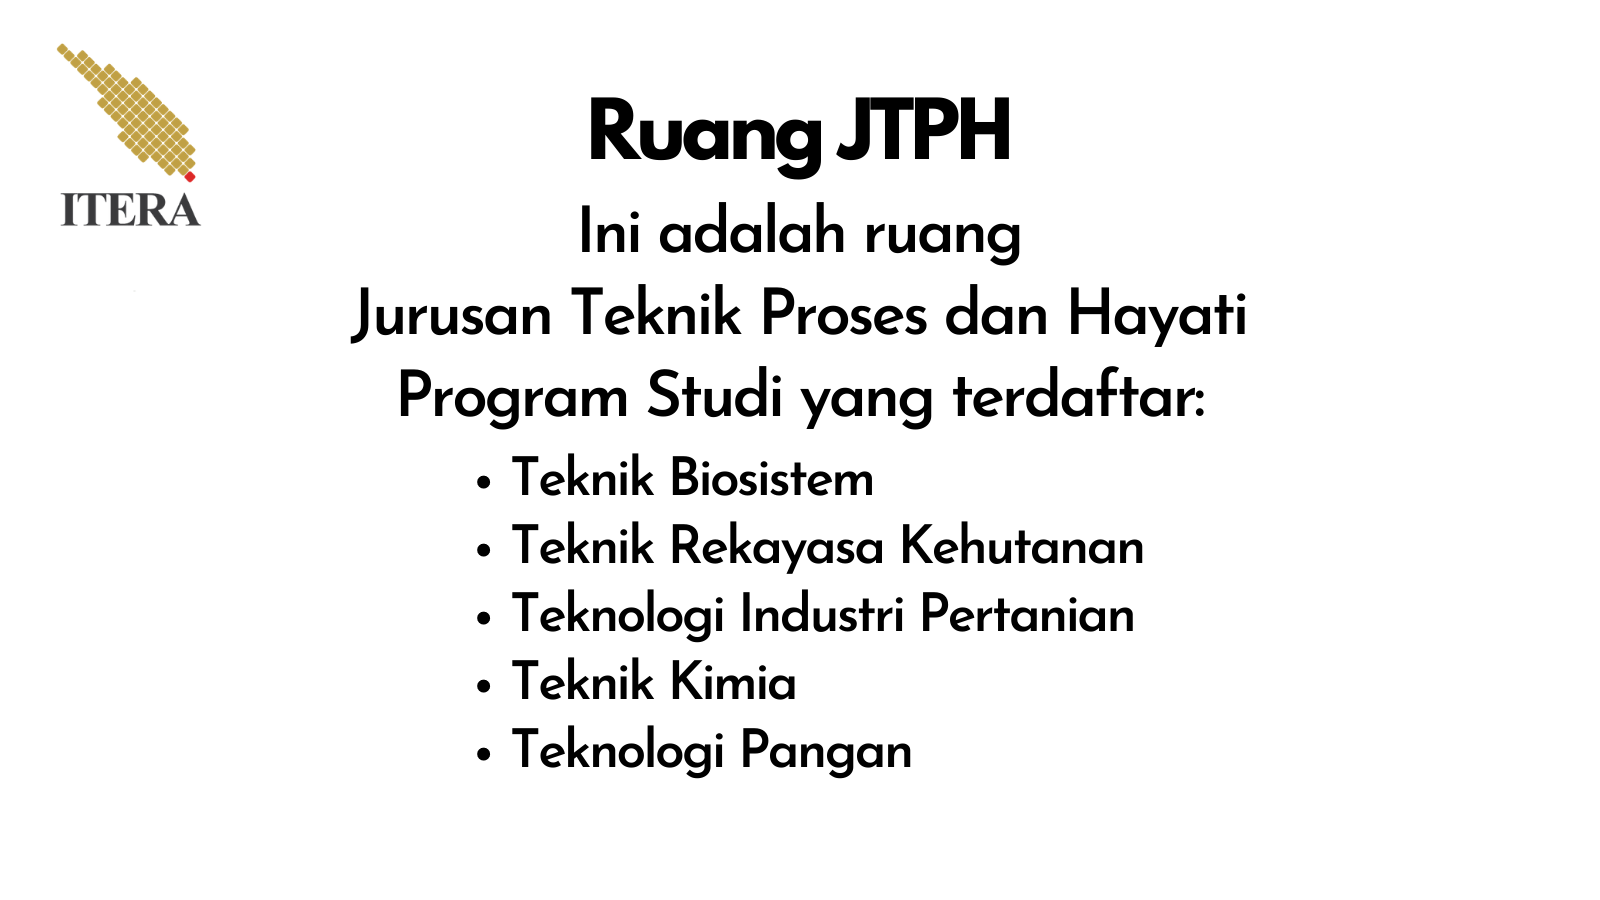 ITERA
Ruang JTPH
Ini adalah ruang
Jurusan Teknik Proses dan Hayati
Program Studi yang terdaftar:
• Teknik Biosistem
• Teknik Rekayasa Kehutanan
• Teknologi Industri Pertanian
• Teknik Kimia
• Teknologi Pangan